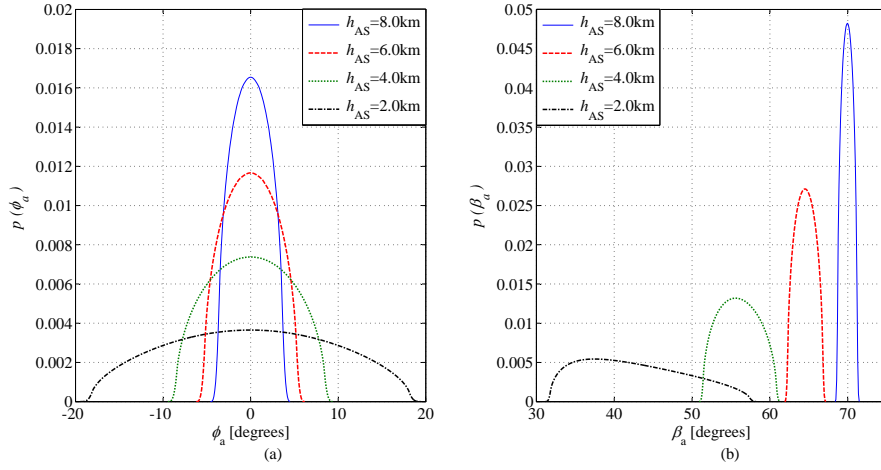 0.02
0.018
0.016
0.014
0.012
0.01
0.008
0.006
0.004
0.002
0
-20
-10
0
10
20
p (ϕa)
ϕa [degrees]
(a)
hAS=8.0km
hAS=6.0km
hAS=4.0km
hAS=2.0km
0.05
0.045
0.04
0.035
0.03
0.025
0.02
0.015
0.01
0.005
0
30
40
50
60
70
p (βa)
βa [degrees]
(b)
hAS=8.0km
hAS=6.0km
hAS=4.0km
hAS=2.0km